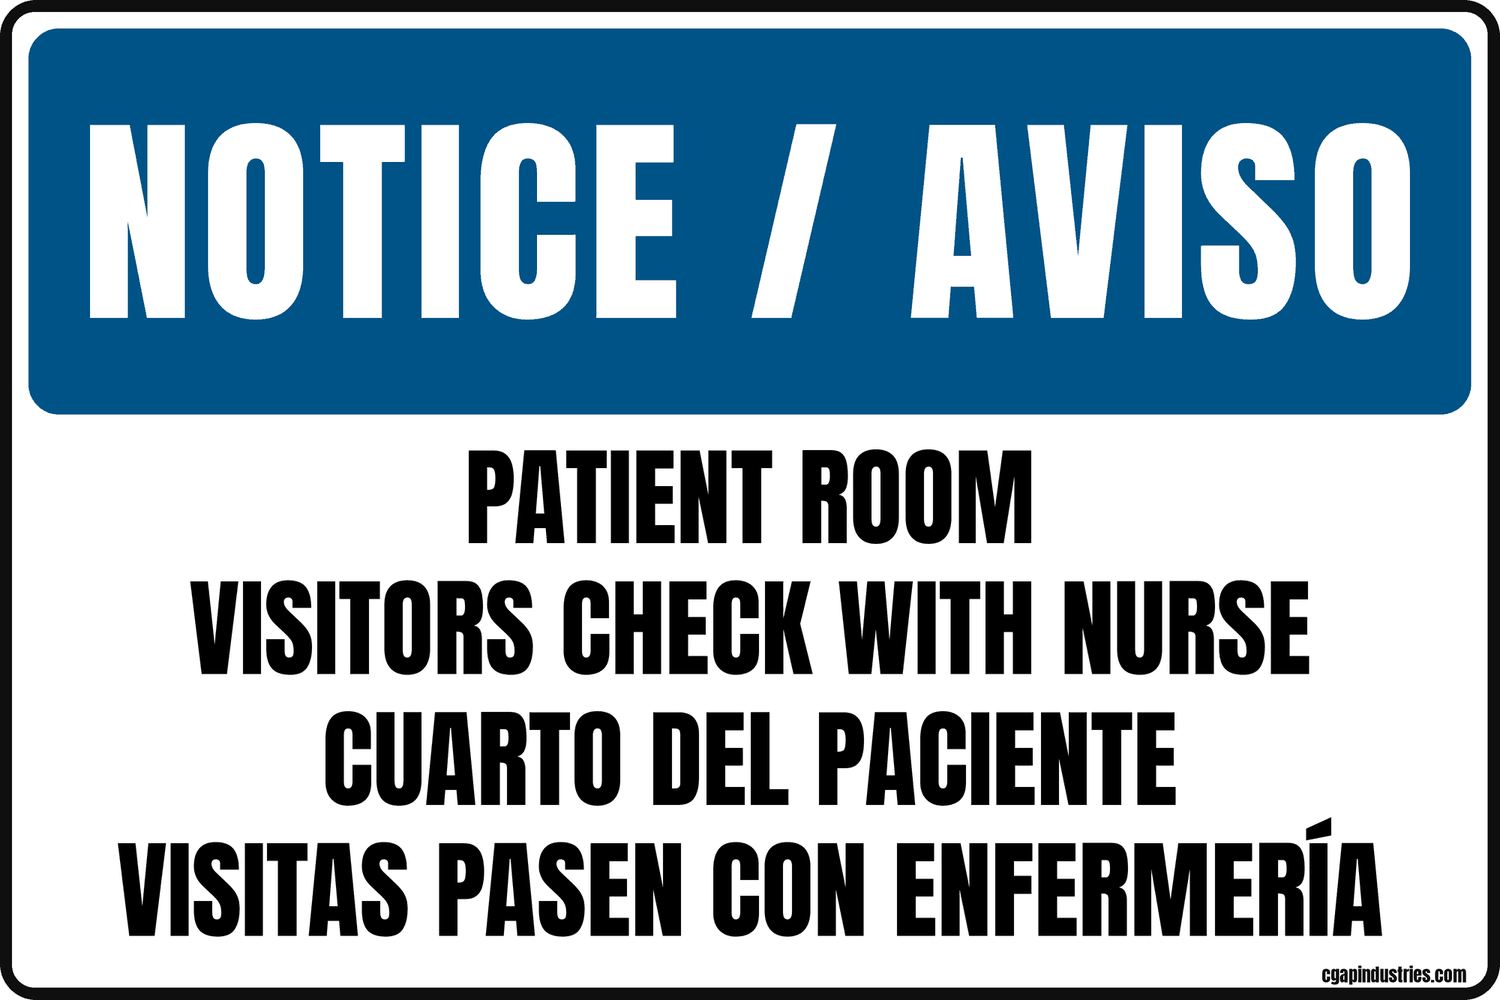 NOTICE / AVISO
PATIENT ROOM
VISITORS CHECK WITH NURSE
CUARTO DEL PACIENTE
VISITAS PASEN CON ENFERMERÍA
cgapindustries.com